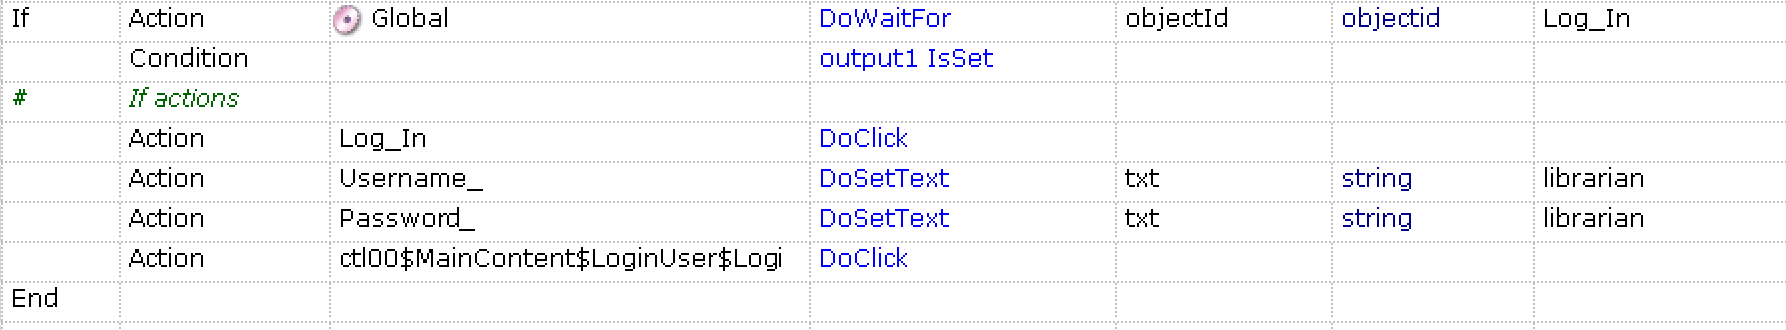 If Action Global DoWaitFor objectId objectid Log_In
Condition output1 IsSet
# If actions
Action Log_In DoClick
Action Username_ DoSetText txt string librarian
Action Password_ DoSetText txt string librarian
Action ctl00$MainContent$LoginUser$Logi DoClick
End